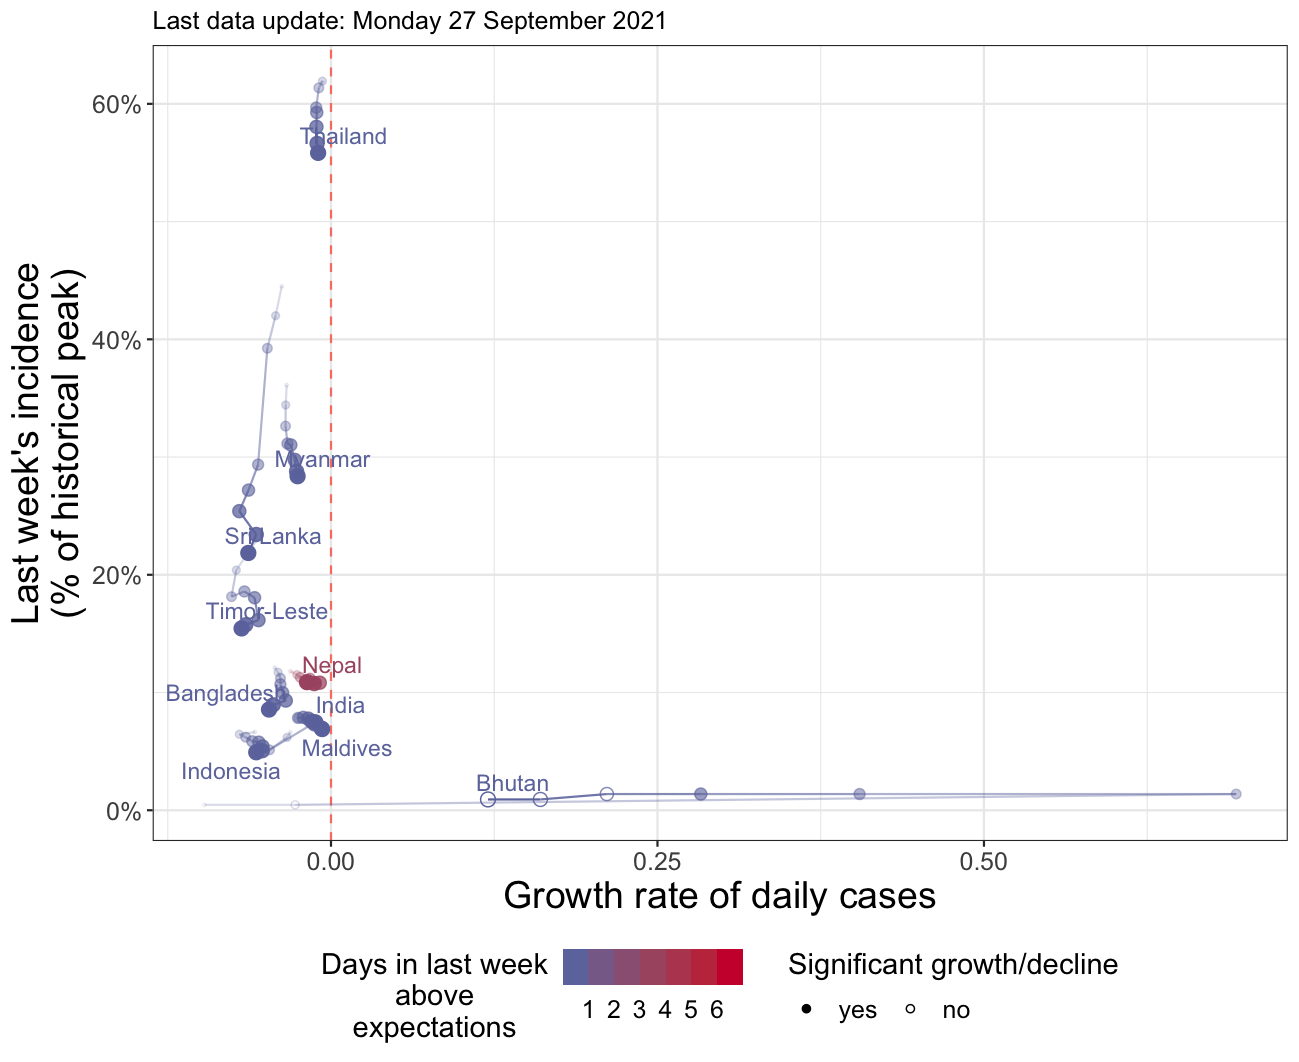 Last data update: Monday 27 September 2021
Last week's incidence
(% of historical peak)
60%
40%
20%
0%
Thailand
Myanmar
Sri Lanka
Timor-Leste
Nepal
Bangladesh
India
Maldives
Indonesia
Bhutan
0.00 0.25 0.50
Growth rate of daily cases
Days in last week
above
expectations
1 2 3 4 5 6
Significant growth/decline
yes no